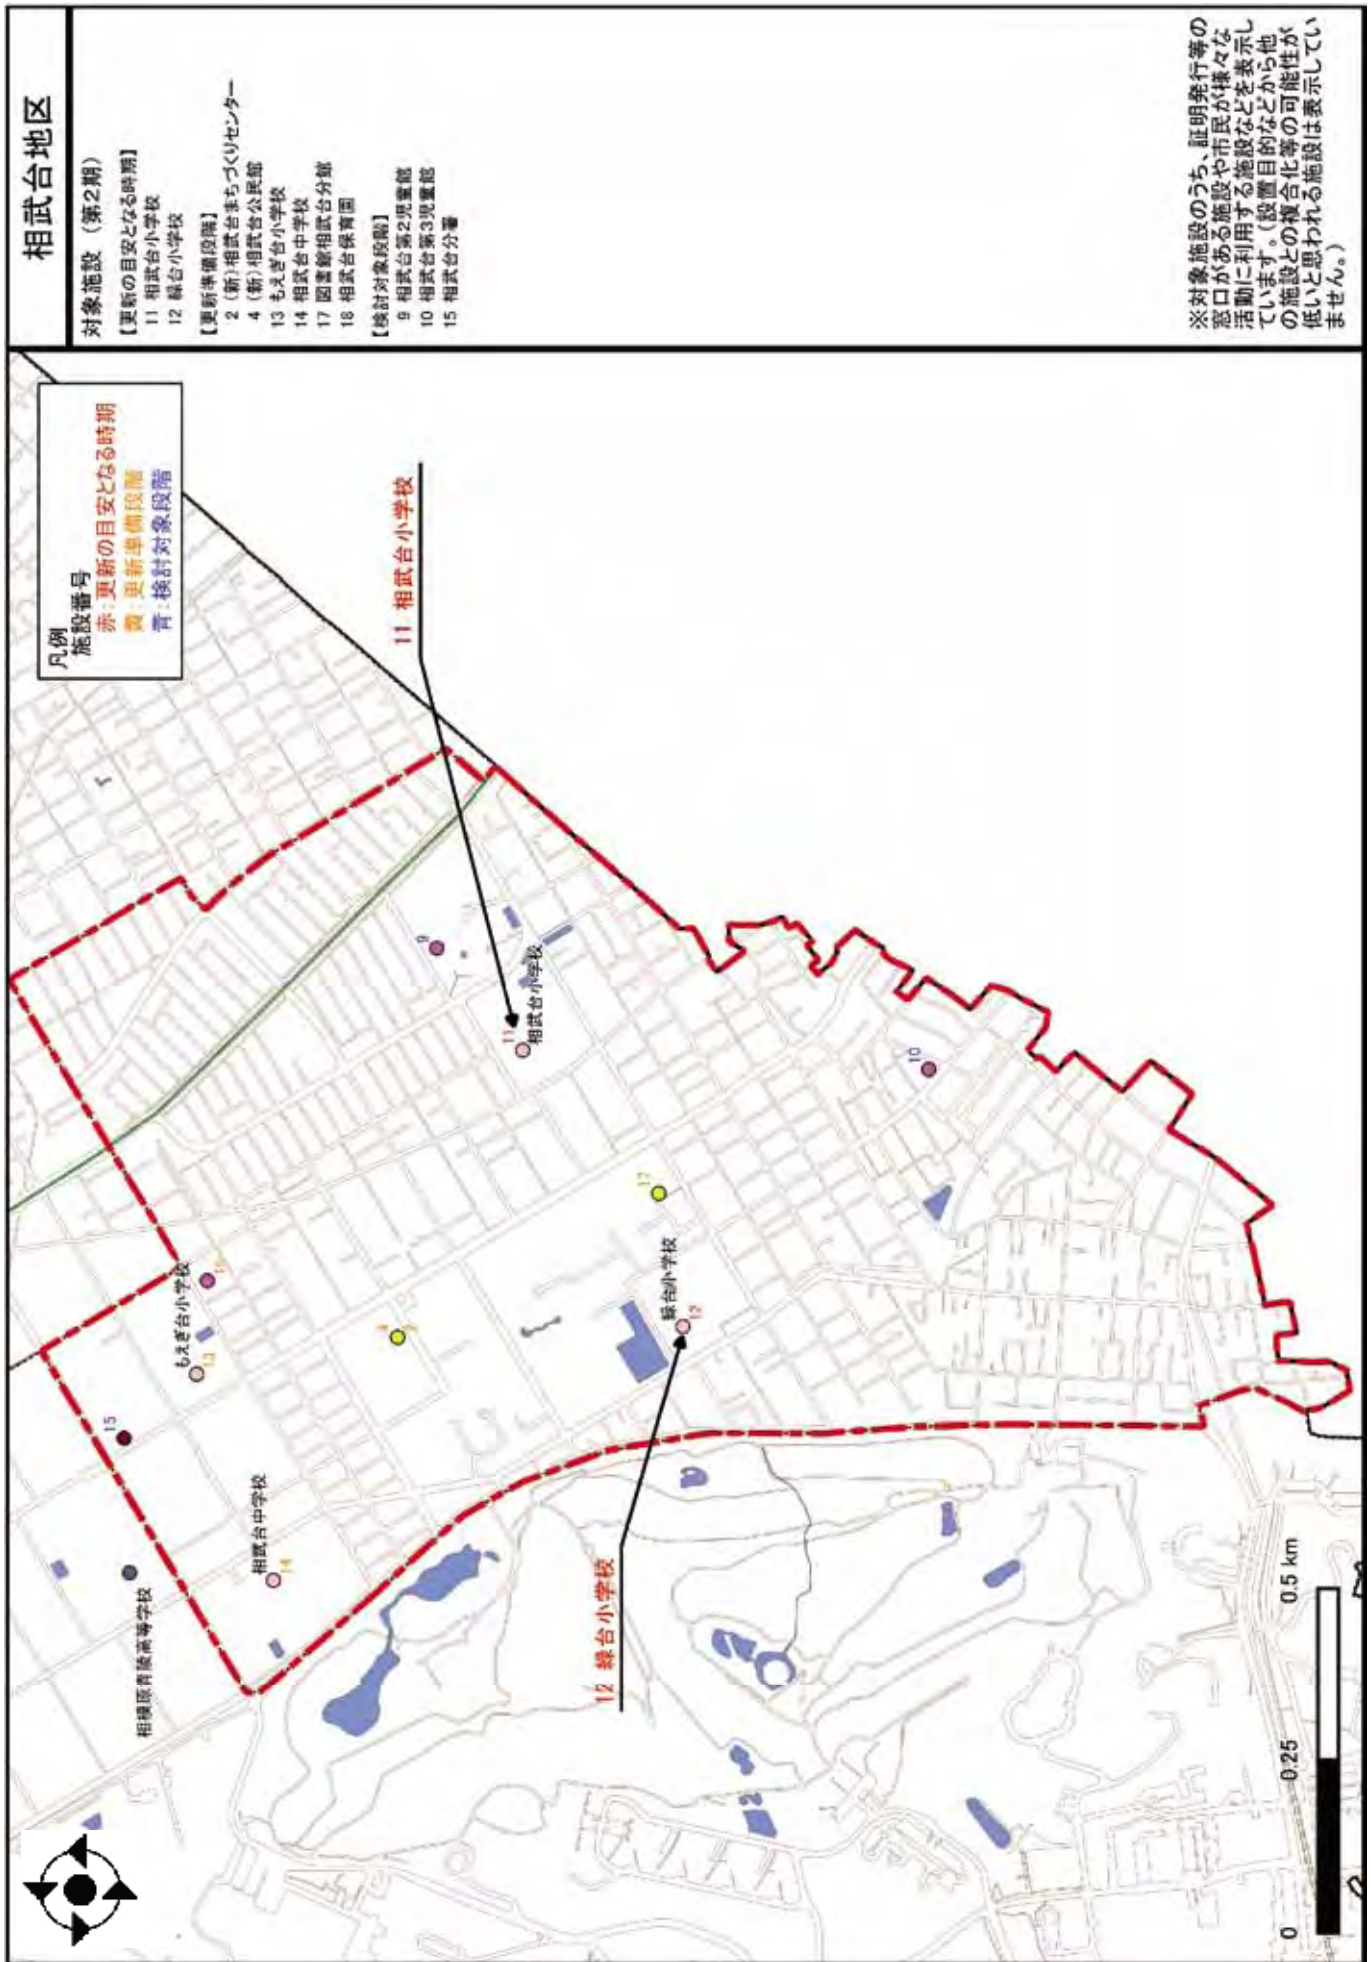 相武台地区
対象施設（第2期）
【更新の目安となる時期】
11 相武台小学校
12 緑台小学校
【更新準備段階】
2 （新）相武台まちづくりセンター
4 （新）相武台公民館
13 もえぎ台小学校
14 相武台中学校
17 図書館相武台分館
18 相武台保育園
【検討対象段階】
9 相武台第2児童館
10 相武台第3児童館
15 相武台分署
※対象施設のうち、証明発行等の
窓口がある施設や市民が様々な
活動に利用する施設などを表示し
ています。（設置目的などから他
の施設との複合化等の可能性が
低いと思われる施設は表示してい
ません。）
凡例
施設番号
赤：更新の目安となる時期
黄：更新準備段階
青：検討対象段階
11 相武台小学校
9
11
相武台小学校
10
17
緑台小学校
12
もえぎ台小学校
13
4
15
相武台中学校
14
相模原青陵高等学校
12 緑台小学校
0
0.25
0.5 km